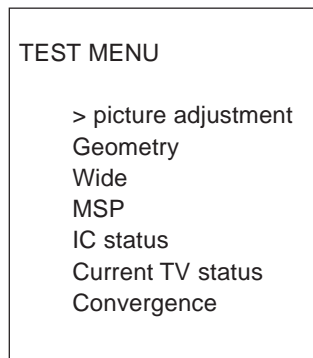 TEST MENU
> picture adjustment
Geometry
Wide
MSP
IC status
Current TV status
Convergence